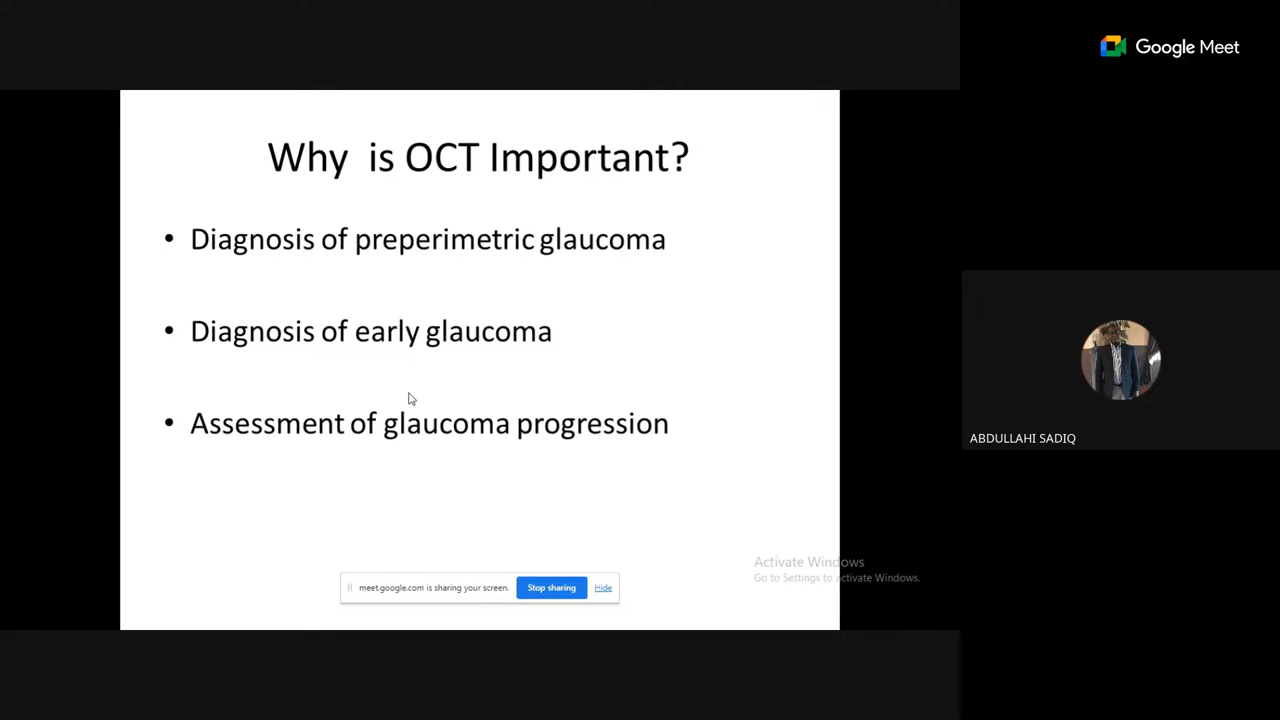 Google Meet
Why  is OCT Important?
• Diagnosis of preperimetric glaucoma
• Diagnosis of early glaucoma
• Assessment of glaucoma progression
ABDULLAHI SADIQ
Activate Windows
Go to Settings to activate Windows.
meet.google.com is sharing your screen. Stop sharing Hide